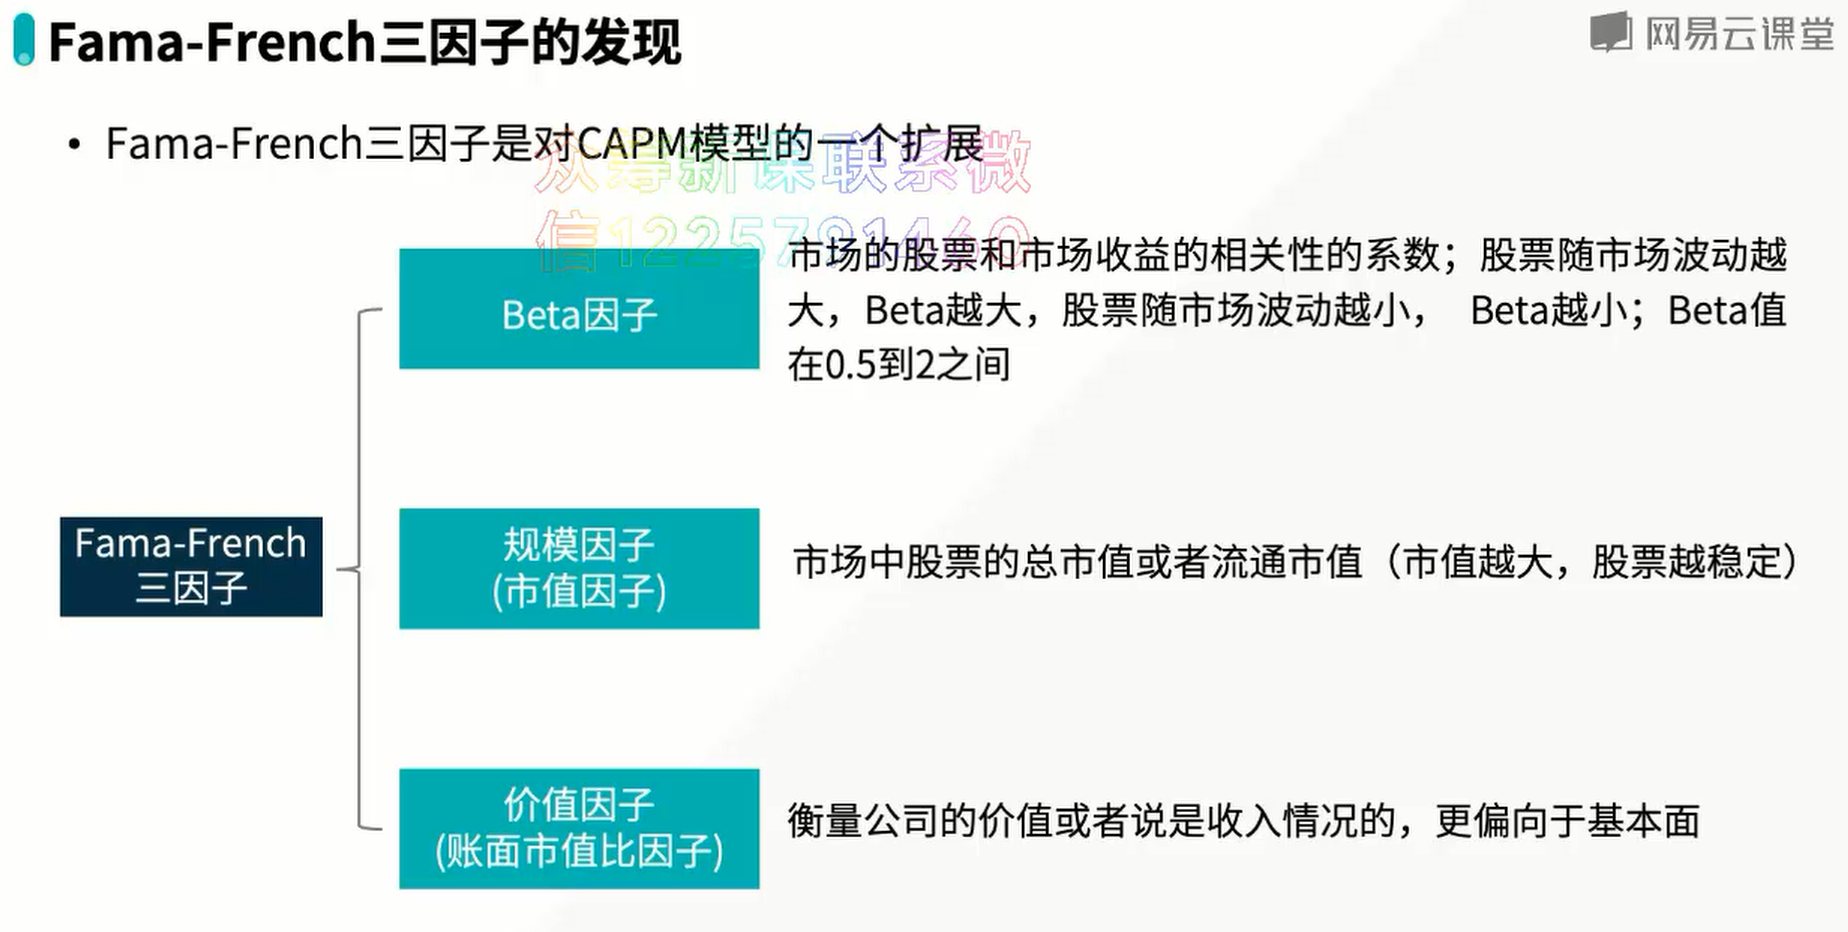 Fama-French三因子的发现
网易云课堂
• Fama-French三因子是对CAPM模型的一个扩展
众筹新课联系微
信1225791460
Beta因子
市场的股票和市场收益的相关性的系数；股票随市场波动越
大，Beta越大，股票随市场波动越小， Beta越小；Beta值
在0.5到2之间
Fama-French
三因子
规模因子
(市值因子)
市场中股票的总市值或者流通市值（市值越大，股票越稳定）
价值因子
(账面市值比因子)
衡量公司的价值或者说是收入情况的，更偏向于基本面